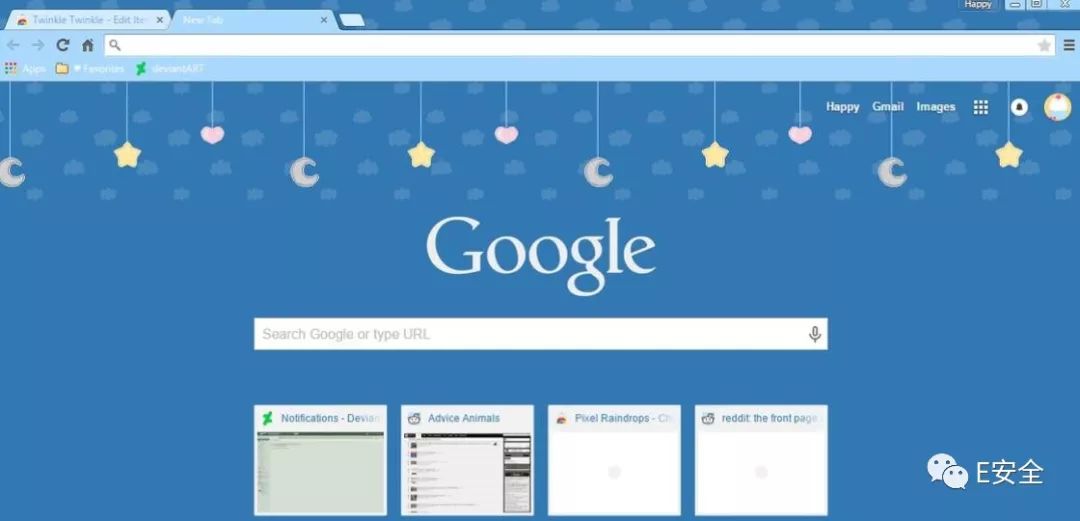 Happy
Twinkle Twinkle - Edit Ite
New Tab
Apps
♥ Favorites
deviantART
Happy Gmail Images
Google
Search Google or type URL
Notifications - Devian
Advice Animals
Pixel Raindrops - Ch
reddit: the front page
E安全